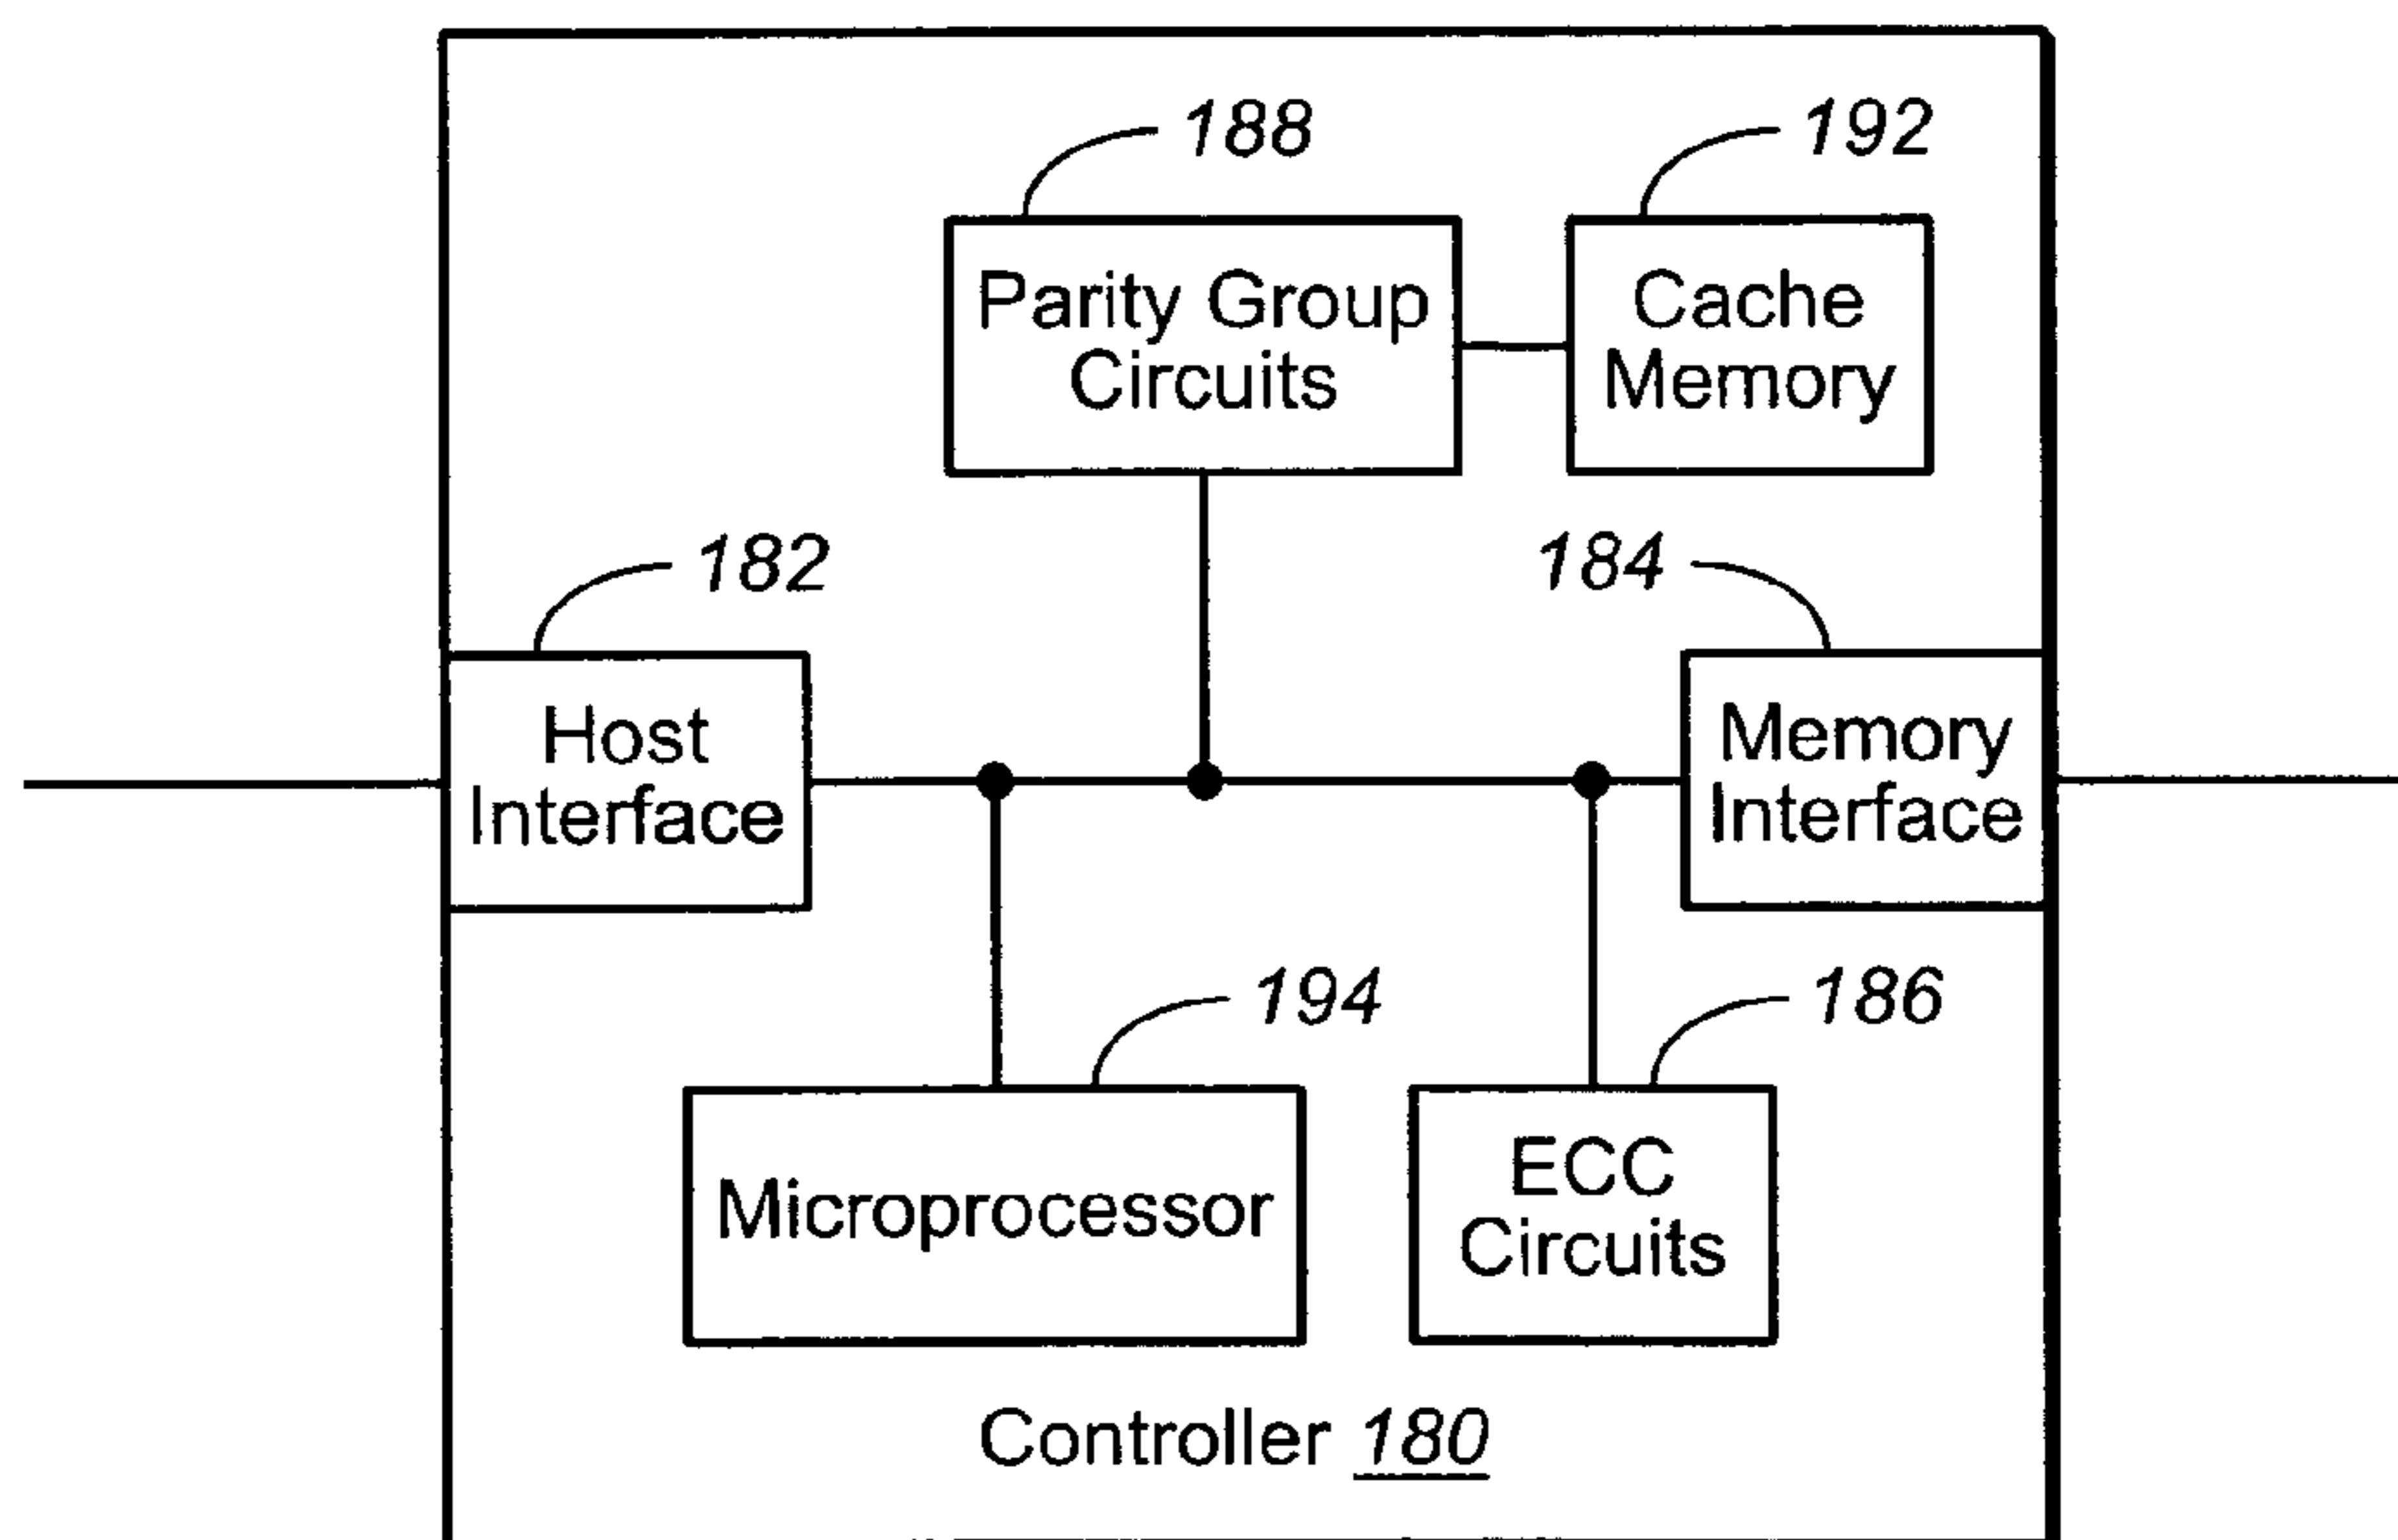 188
192
Parity Group
Circuits
Cache
Memory
182
184
Host
Interface
Memory
Interface
194
186
Microprocessor
ECC
Circuits
Controller 180